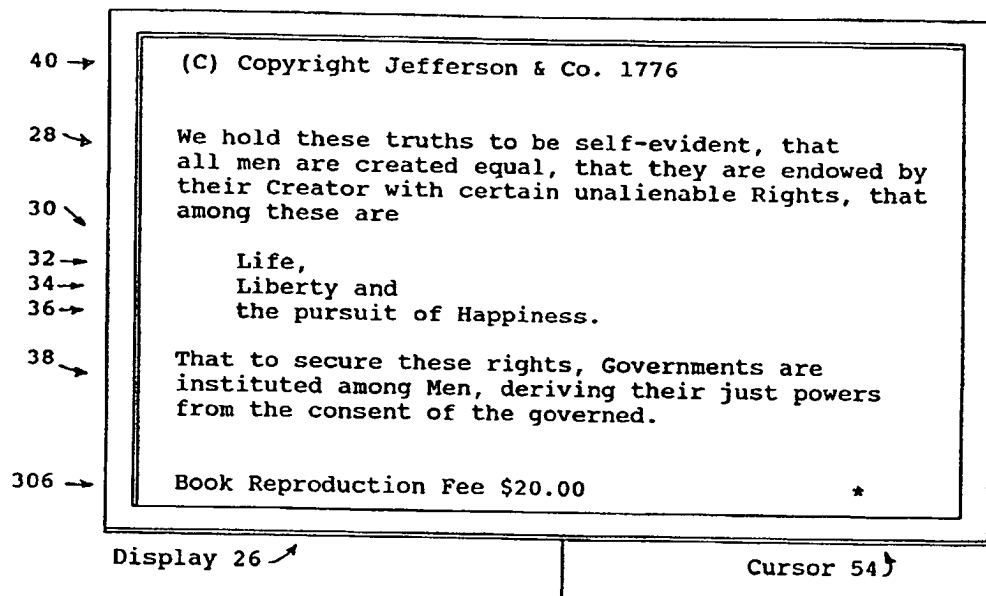 40 (C) Copyright Jefferson & Co. 1776
28 We hold these truths to be self-evident, that
all men are created equal, that they are endowed by
their Creator with certain unalienable Rights, that
30 among these are
32 Life,
34 Liberty and
36 the pursuit of Happiness.
38 That to secure these rights, Governments are
instituted among Men, deriving their just powers
from the consent of the governed.
306 Book Reproduction Fee $20.00 *
Display 26 Cursor 54